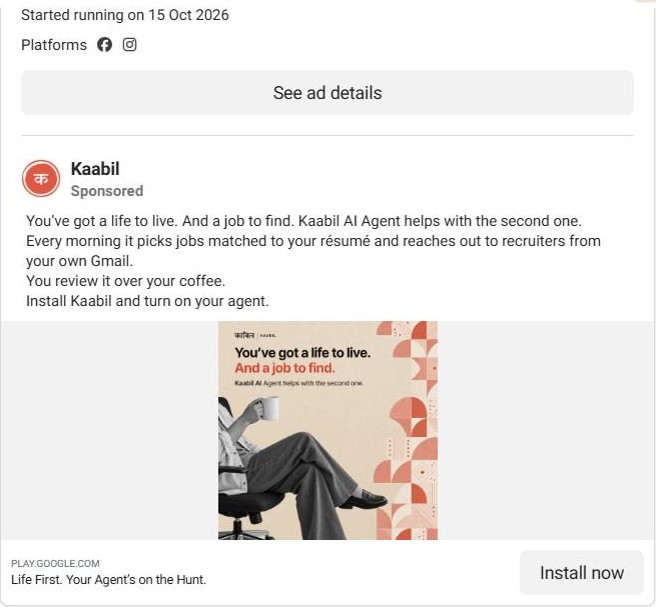 Started running on 15 Oct 2026
Platforms
See ad details
क
Kaabil
Sponsored
You've got a life to live. And a job to find. Kaabil AI Agent helps with the second one.
Every morning it picks jobs matched to your résumé and reaches out to recruiters from
your own Gmail.
You review it over your coffee.
Install Kaabil and turn on your agent.
काबिल | KAABIL
You've got a life to live.
And a job to find.
Kaabil AI Agent helps with the second one.
PLAY.GOOGLE.COM
Life First. Your Agent's on the Hunt.
Install now